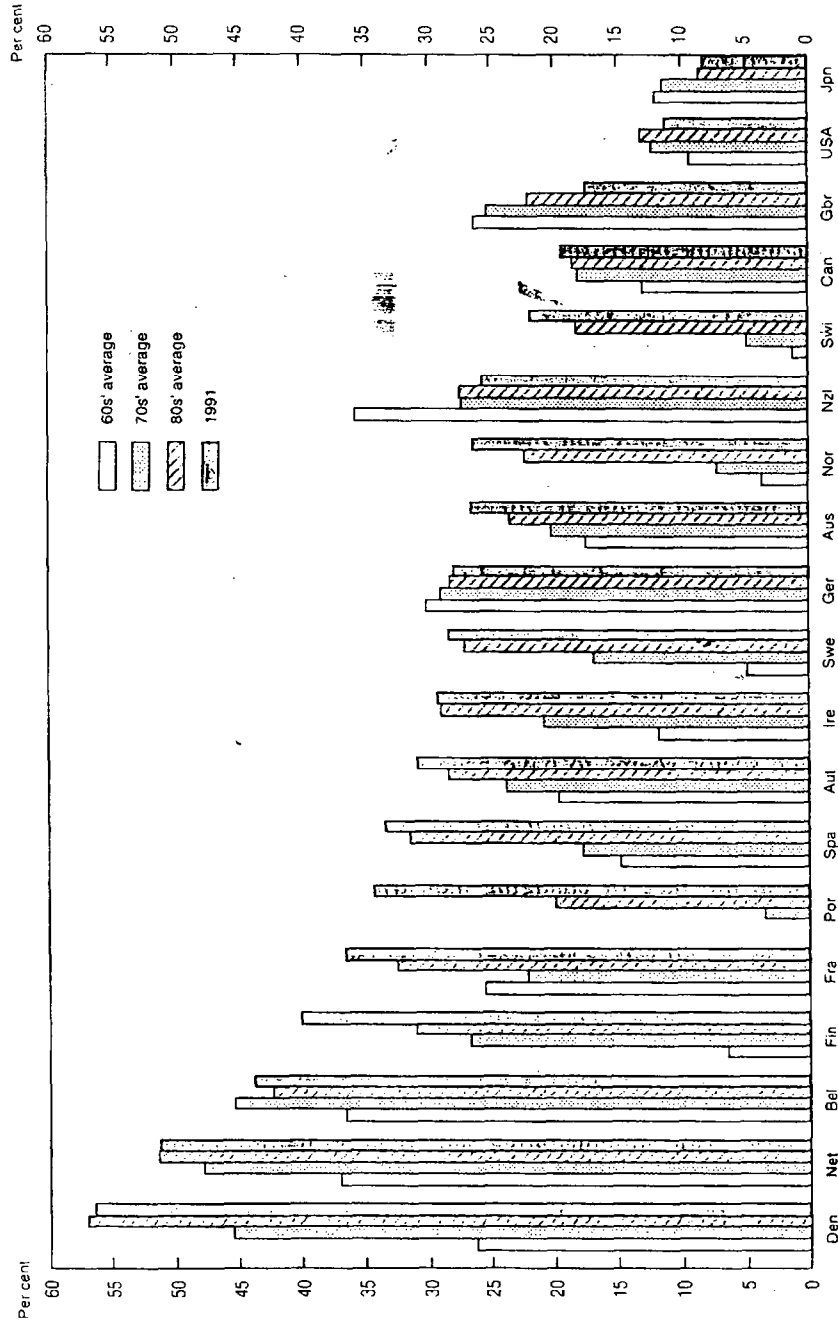 Per cent
60
55
50
45
40
35
30
25
20
15
10
5
0
Per cent
60
55
50
45
40
35
30
25
20
15
10
5
0
60s' average
70s' average
80s' average
1991
Den
Net
Bel
Fin
Fra
Por
Spa
Aut
Ire
Swe
Ger
Aus
Nor
Nzl
Swi
Can
Gbr
USA
Jpn